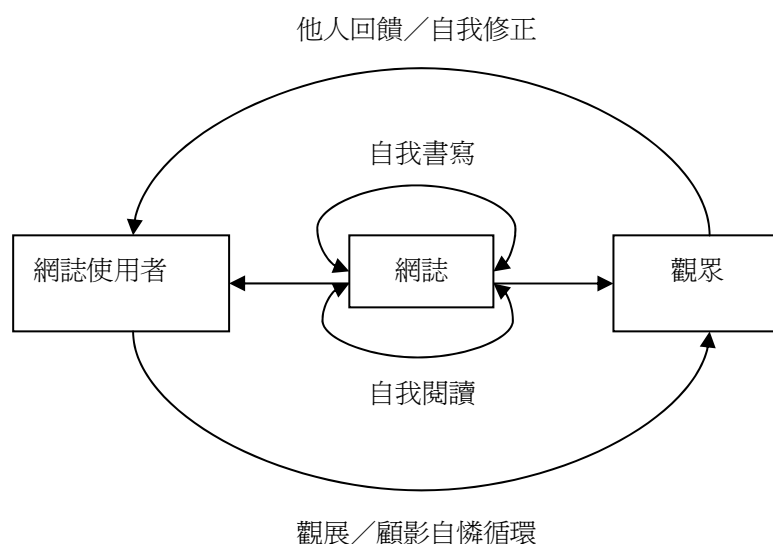 他人回饋／自我修正
自我書寫
網誌使用者
網誌
觀眾
自我閱讀
觀展／顧影自憐循環